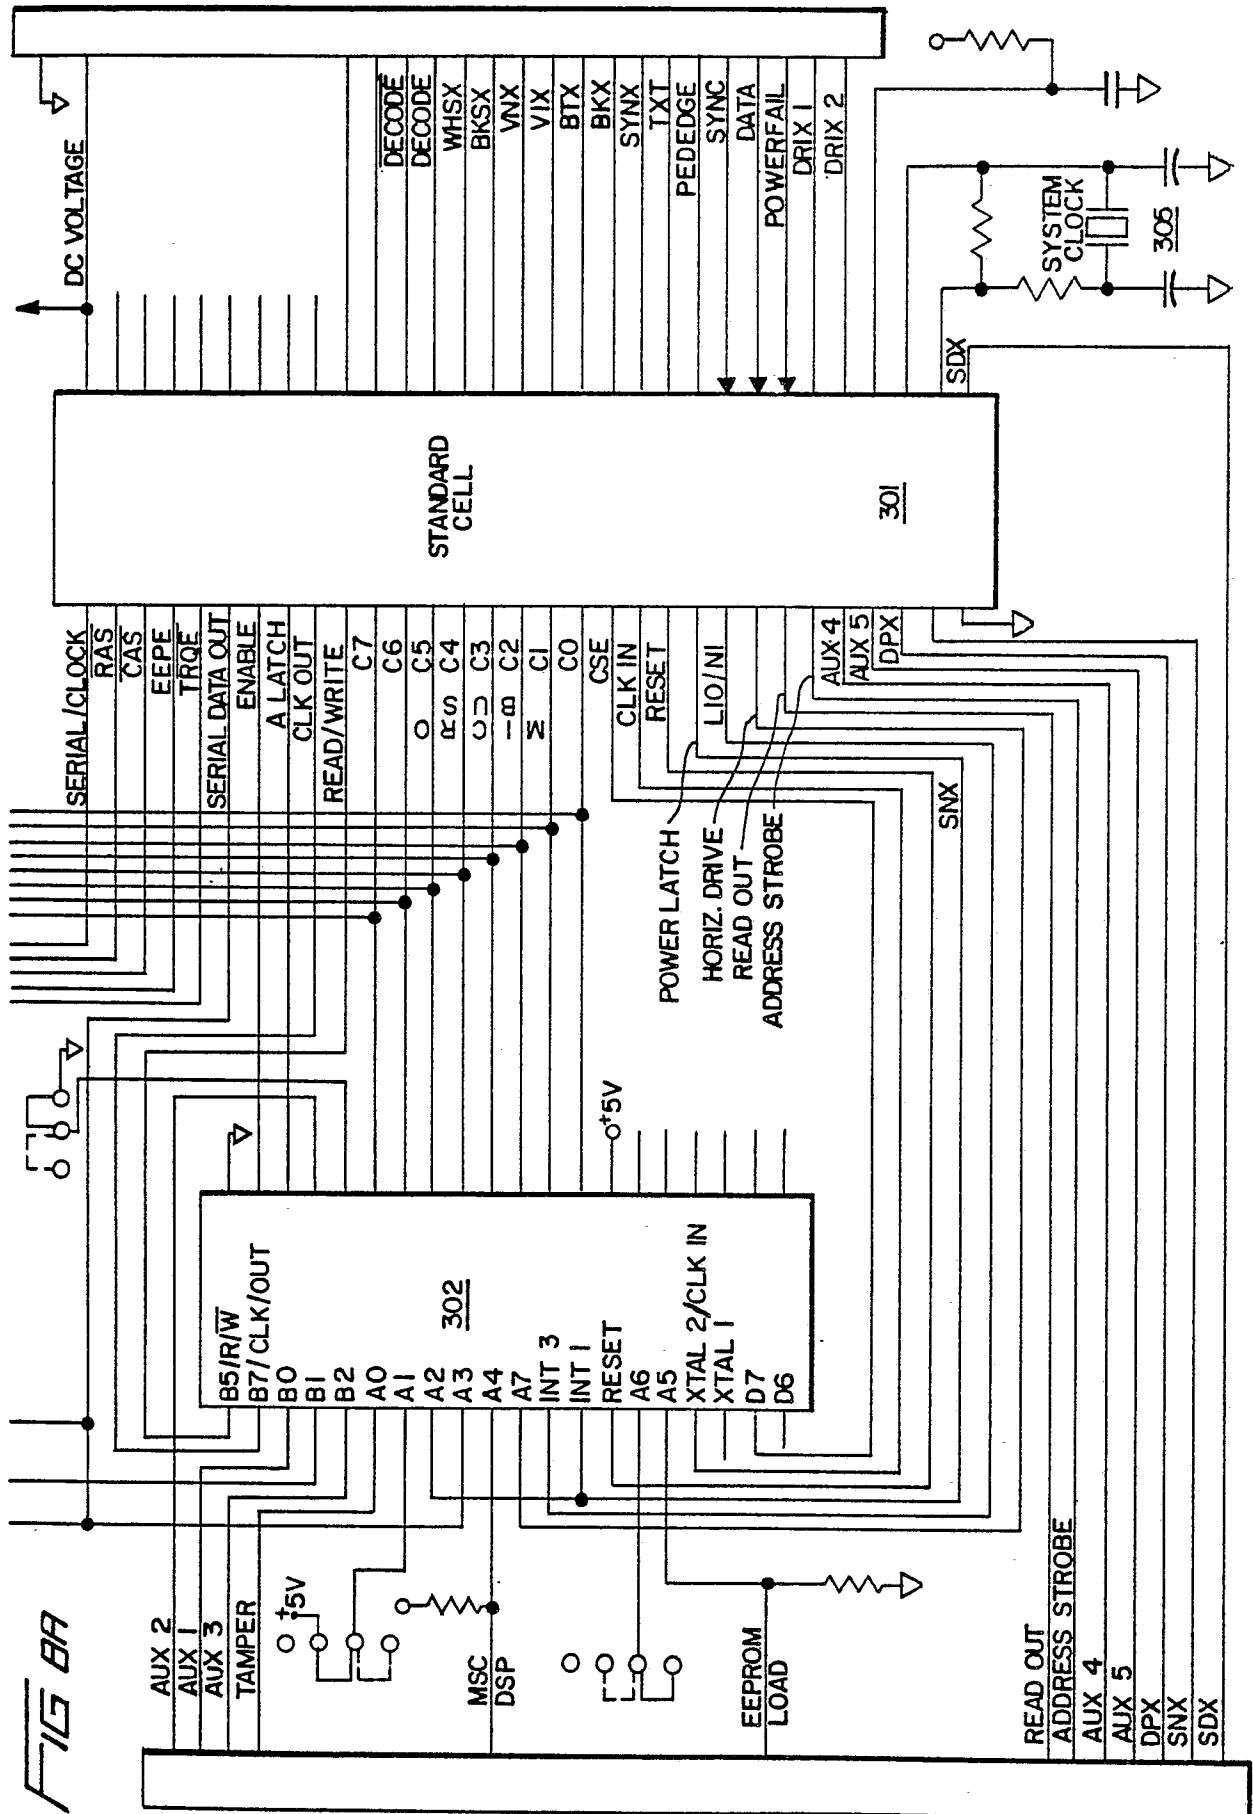 FIG 8A
DC VOLTAGE
DECODE
DECODE
WHSX
BKSX
VNX
VIX
BTX
BKX
SYNX
TXT
PEDEDGE
SYNC
DATA
POWERFAIL
DRIX 1
DRIX 2
SYSTEM
CLOCK
305
SDX
STANDARD
CELL
301
SERIAL/CLOCK
RAS
CAS
EEPE
TRQE
SERIAL DATA OUT
ENABLE
A LATCH
CLK OUT
READ/WRITE
C7
C6
O C5
RS C4
CUC C3
BI C2
W C1
C0
CSE
CLK IN
RESET
LIO/NI
AUX 4
AUX 5
DPX
POWER LATCH
HORIZ. DRIVE
READ OUT
ADDRESS STROBE
SNX
+5V
302
B5/R/W
B7/CLK/OUT
B0
B1
B2
A0
A1
A2
A3
A4
A7
INT 3
INT 1
RESET
A6
A5
XTAL 2/CLK IN
XTAL 1
D7
D6
AUX 2
AUX 1
AUX 3
TAMPER
+5V
MSC
DSP
EEPROM
LOAD
READ OUT
ADDRESS STROBE
AUX 4
AUX 5
DPX
SNX
SDX